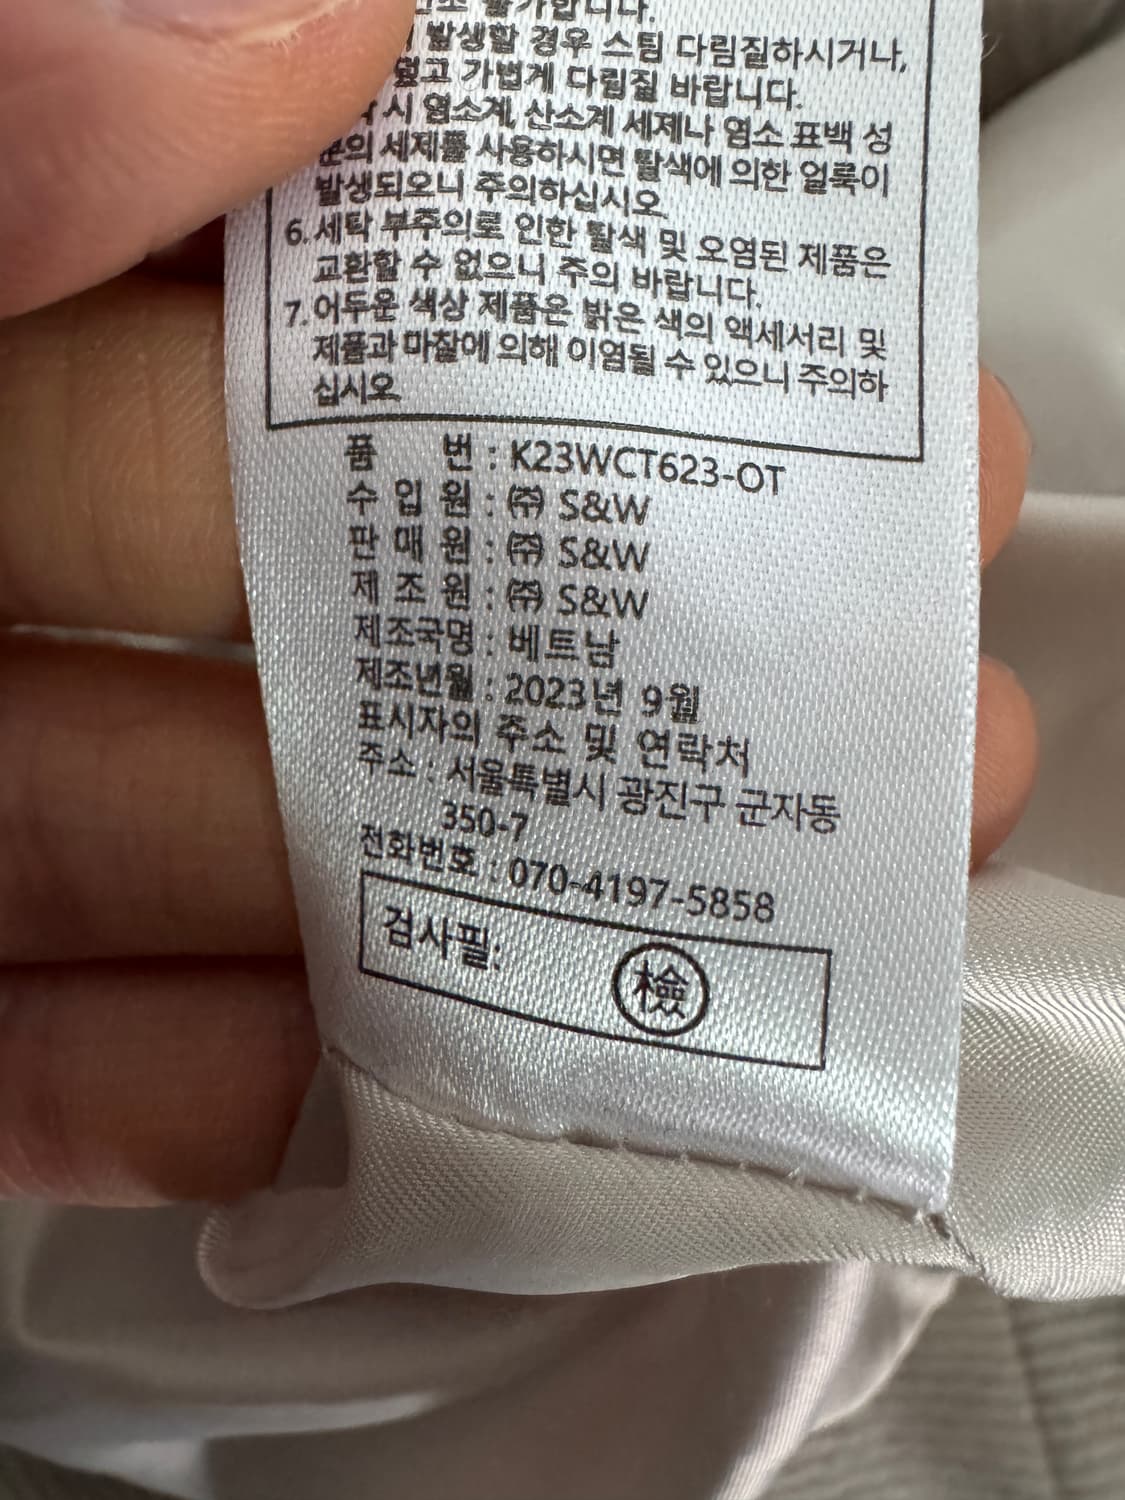 불가합니다.
발생할 경우 스팀 다림질하시거나,
덮고 가볍게 다림질 바랍니다.
시 염소계, 산소계 세제나 염소 표백 성
분의 세제를 사용하시면 탈색에 의한 얼룩이
발생되오니 주의하십시오.
6. 세탁 부주의로 인한 탈색 및 오염된 제품은
교환할 수 없으니 주의 바랍니다.
7. 어두운 색상 제품은 밝은 색의 액세서리 및
제품과 마찰에 의해 이염될 수 있으니 주의하
십시오.
품 번 : K23WCT623-OT
수 입 원 : ㈜ S&W
판 매 원 : ㈜ S&W
제 조 원 : ㈜ S&W
제조국명 : 베트남
제조년월 : 2023년 9월
표시자의 주소 및 연락처
주소 : 서울특별시 광진구 군자동
350-7
전화번호 : 070-4197-5858
검사필: 檢